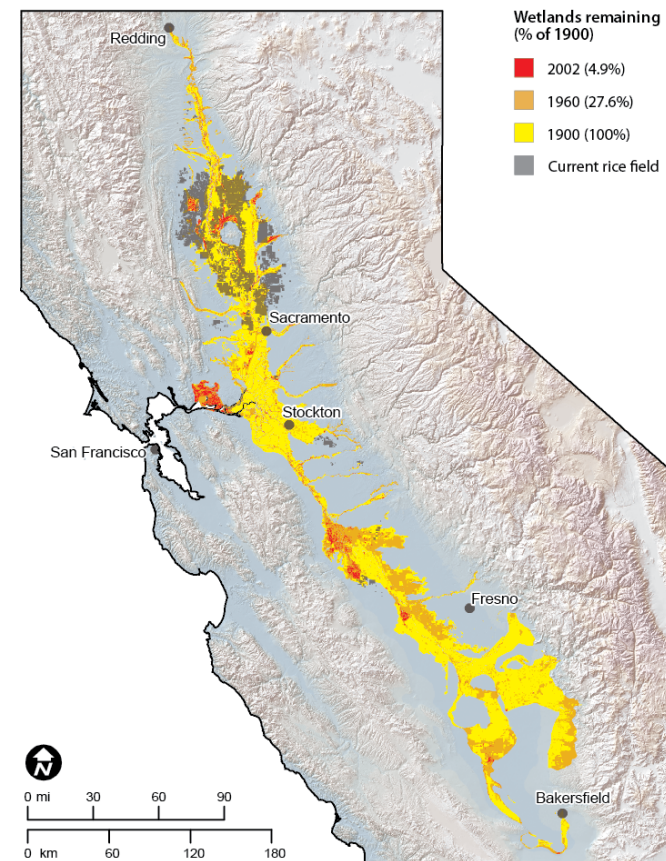 Wetlands remaining
(% of 1900)
2002 (4.9%)
1960 (27.6%)
1900 (100%)
Current rice field
Redding
Sacramento
Stockton
San Francisco
Fresno
Bakersfield
N
0 mi 30 60 90
0 km 60 120 180